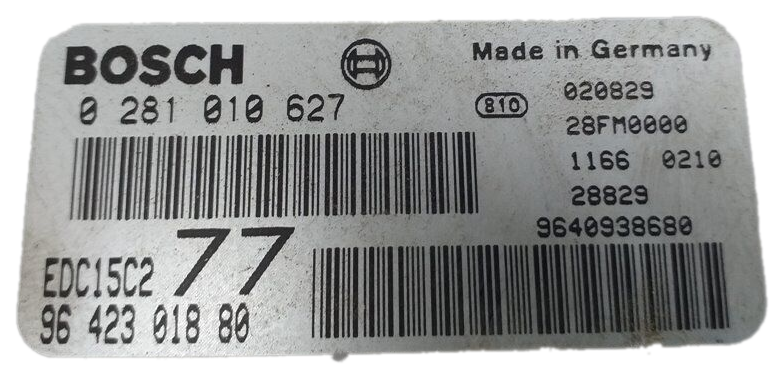 BOSCH
Made in Germany
0 281 010 627
810
020829
28FM0000
1166 0210
28829
9640938680
EDC15C2
77
96 423 018 80